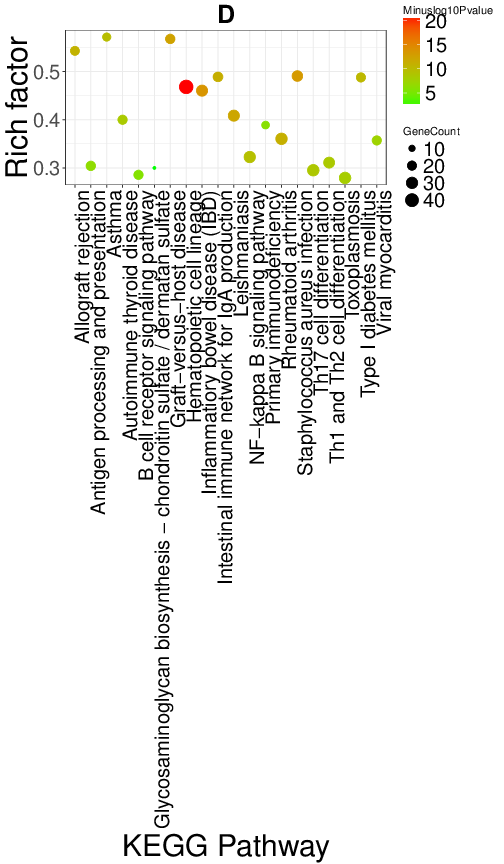 D
Rich factor
0.5
0.4
0.3
Allograft rejection
Antigen processing and presentation
Asthma
Autoimmune thyroid disease
B cell receptor signaling pathway
Glycosaminoglycan biosynthesis − chondroitin sulfate / dermatan sulfate
Graft−versus−host disease
Hematopoietic cell lineage
Inflammatory bowel disease (IBD)
Intestinal immune network for IgA production
Leishmaniasis
NF−kappa B signaling pathway
Primary immunodeficiency
Rheumatoid arthritis
Staphylococcus aureus infection
Th17 cell differentiation
Th1 and Th2 cell differentiation
Toxoplasmosis
Type I diabetes mellitus
Viral myocarditis
KEGG Pathway
Minuslog10Pvalue
20
15
10
5
GeneCount
10
20
30
40